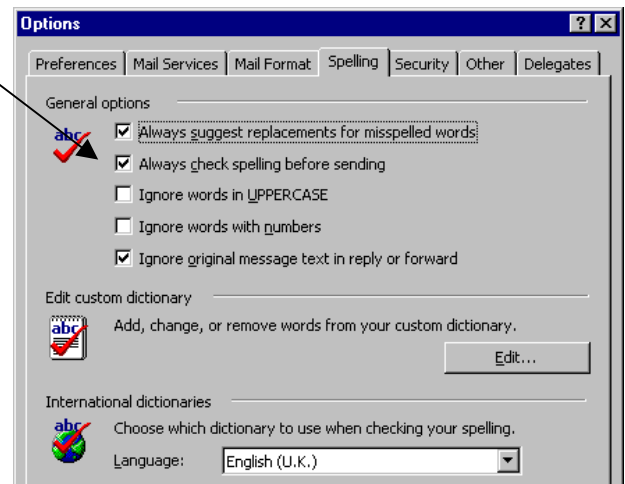 Options
Preferences Mail Services Mail Format Spelling Security Other Delegates
General options
abc
Always suggest replacements for misspelled words
Always check spelling before sending
Ignore words in UPPERCASE
Ignore words with numbers
Ignore original message text in reply or forward
Edit custom dictionary
abc
Add, change, or remove words from your custom dictionary.
Edit...
International dictionaries
abc
Choose which dictionary to use when checking your spelling.
Language: English (U.K.)